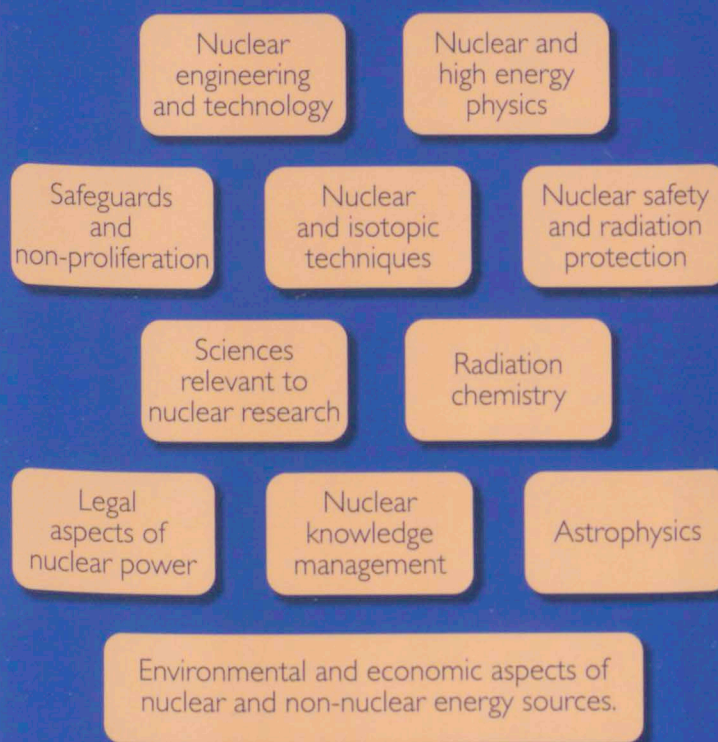 Nuclear
engineering
and technology
Nuclear and
high energy
physics
Safeguards
and
non-proliferation
Nuclear
and isotopic
techniques
Nuclear safety
and radiation
protection
Sciences
relevant to
nuclear research
Radiation
chemistry
Legal
aspects of
nuclear power
Nuclear
knowledge
management
Astrophysics
Environmental and economic aspects of
nuclear and non-nuclear energy sources.